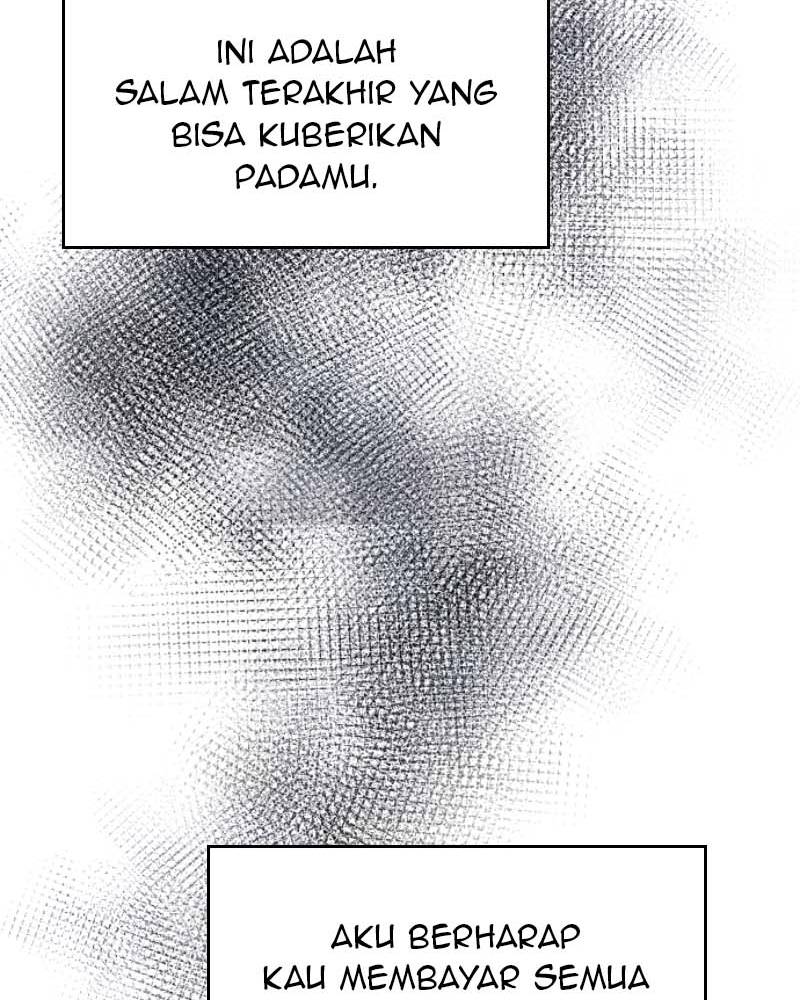 INI ADALAH
SALAM TERAKHIR YANG
BISA KUBERIKAN
PADAMU.
AKU BERHARAP
KAU MEMBAYAR SEMUA